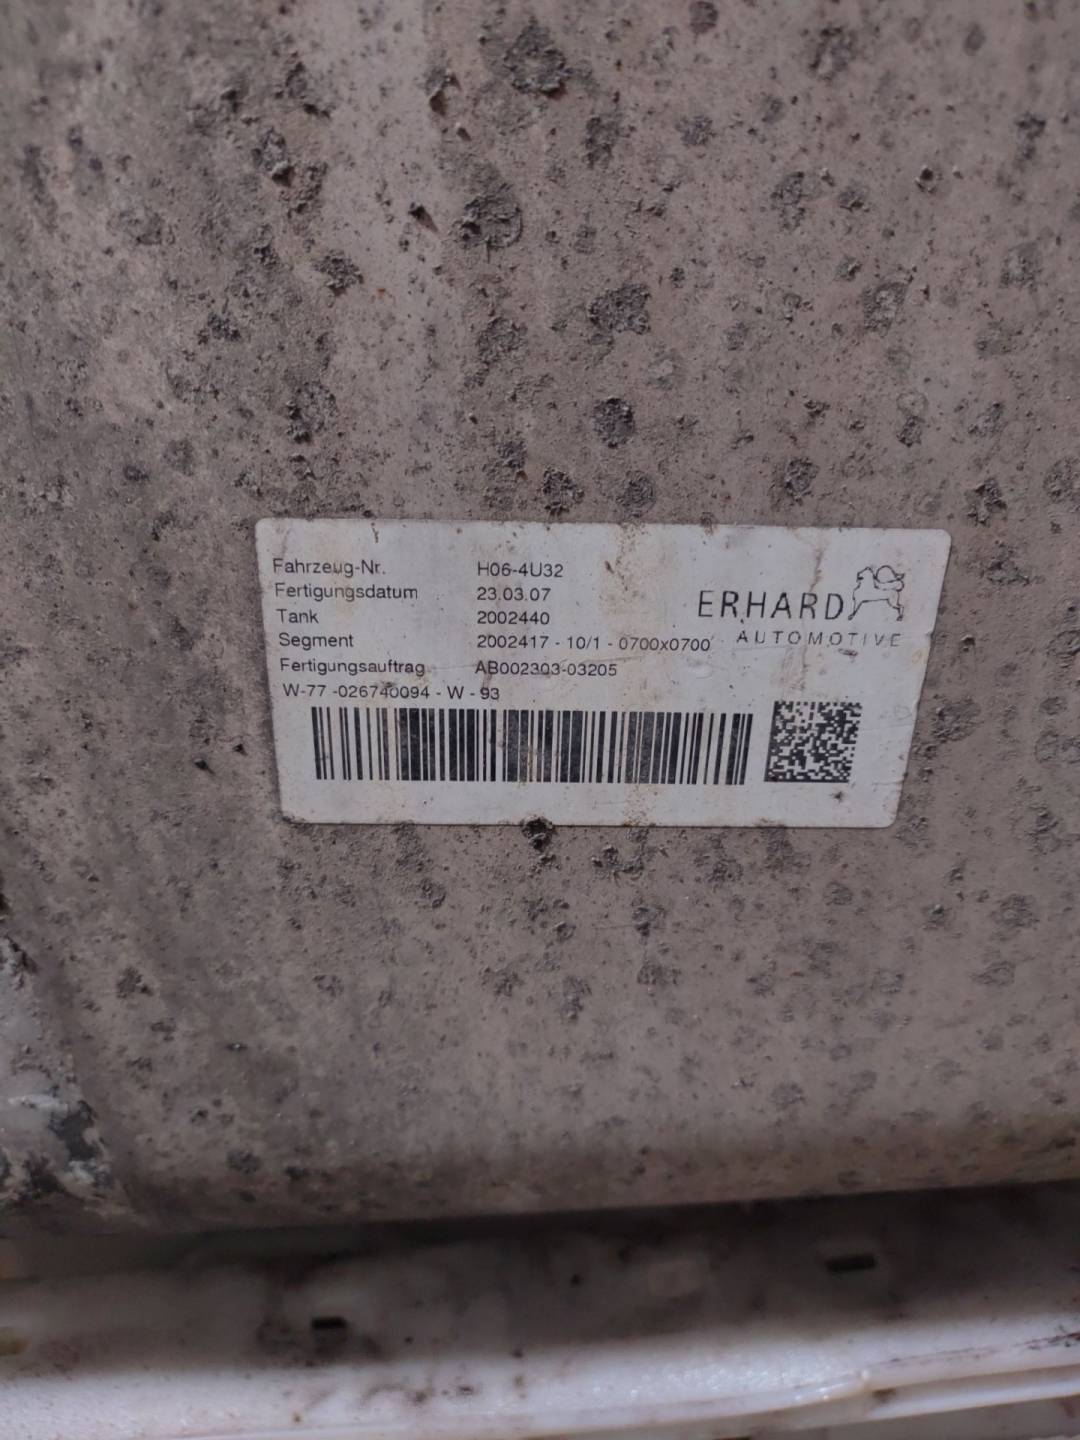 Fahrzeug-Nr. H06-4U32
Fertigungsdatum 23.03.07
Tank 2002440
Segment 2002417 - 10/1 - 0700x0700
Fertigungsauftrag AB002303-03205
W-77 -026740094 - W - 93
ERHARD
AUTOMOTIVE